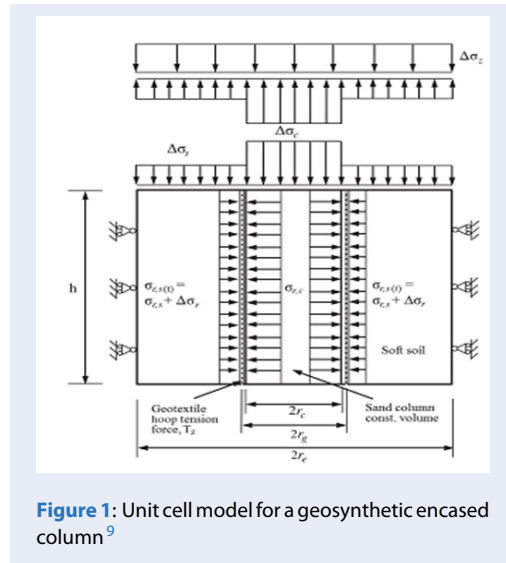 Δσz
Δσc
Δσs
h
σr,s(t) =
σr,s + Δσr
σr,c
σr,s(t) =
σr,s + Δσr
Soft soil
Geotextile
hoop tension
force, Tg
2rc
Sand column
const. volume
2rg
2re
Figure 1: Unit cell model for a geosynthetic encased
column 9